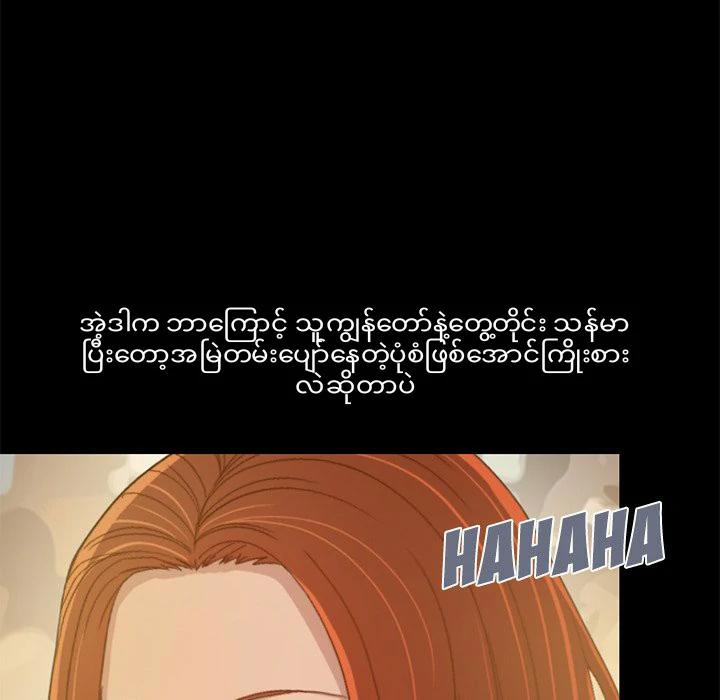 အဲ့ဒါက ဘာကြောင့် သူကျွန်တော်နဲ့တွေ့တိုင်း သန်မာ
ပြီးတော့အမြဲတမ်းပျော်နေတဲ့ပုံစံဖြစ်အောင်ကြိုးစား
လဲဆိုတာပဲ
HAHAHA